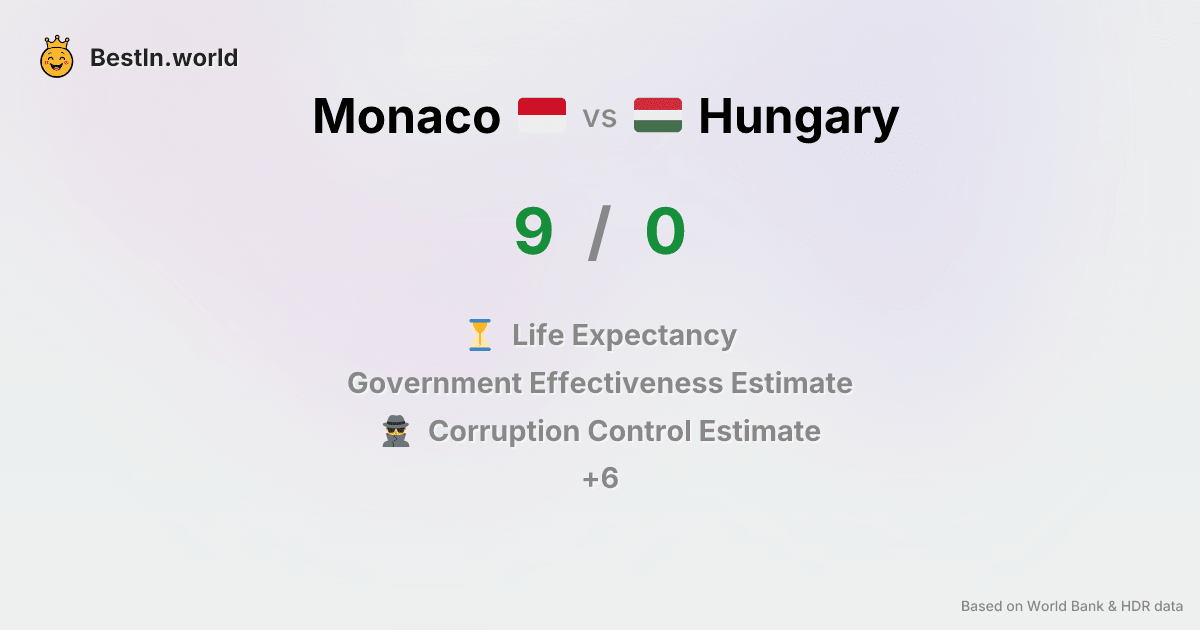 BestIn.world
Monaco vs Hungary
9 / 0
Life Expectancy
Government Effectiveness Estimate
Corruption Control Estimate
+6
Based on World Bank & HDR data